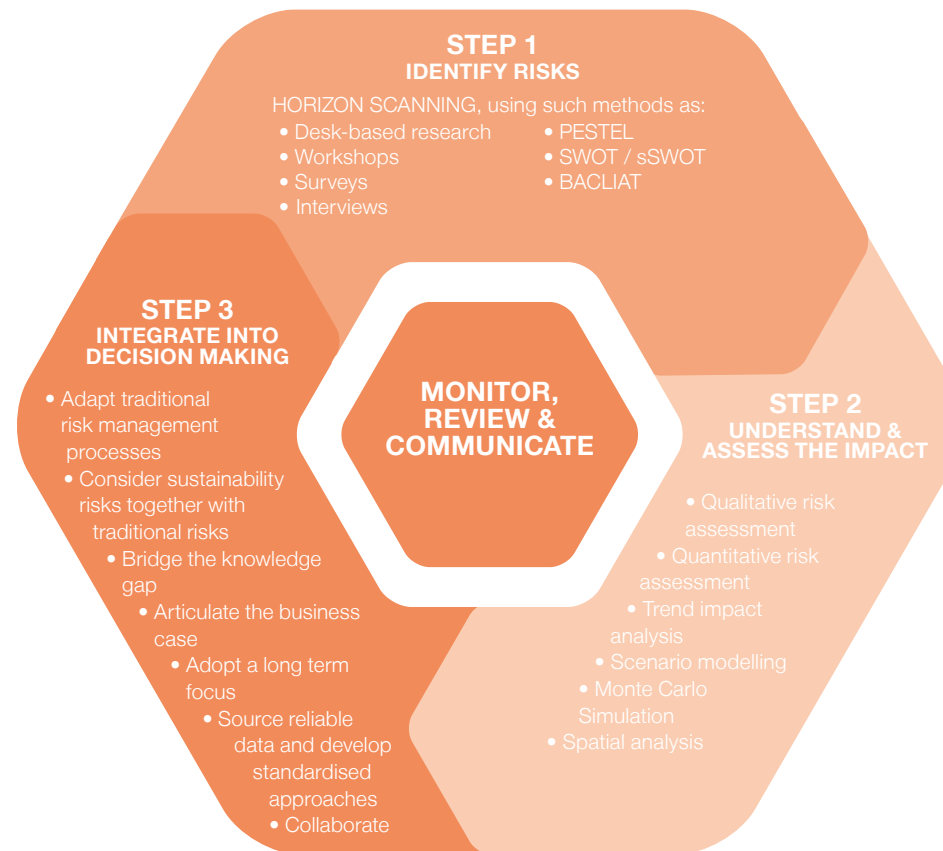 STEP 1
IDENTIFY RISKS
HORIZON SCANNING, using such methods as:
• Desk-based research
• Workshops
• Surveys
• Interviews
• PESTEL
• SWOT / sSWOT
• BACLIAT
STEP 2
UNDERSTAND &
ASSESS THE IMPACT
• Qualitative risk
assessment
• Quantitative risk
assessment
• Trend impact
analysis
• Scenario modelling
• Monte Carlo
Simulation
• Spatial analysis
STEP 3
INTEGRATE INTO
DECISION MAKING
• Adapt traditional
risk management
processes
• Consider sustainability
risks together with
traditional risks
• Bridge the knowledge
gap
• Articulate the business
case
• Adopt a long term
focus
• Source reliable
data and develop
standardised
approaches
• Collaborate
MONITOR,
REVIEW &
COMMUNICATE